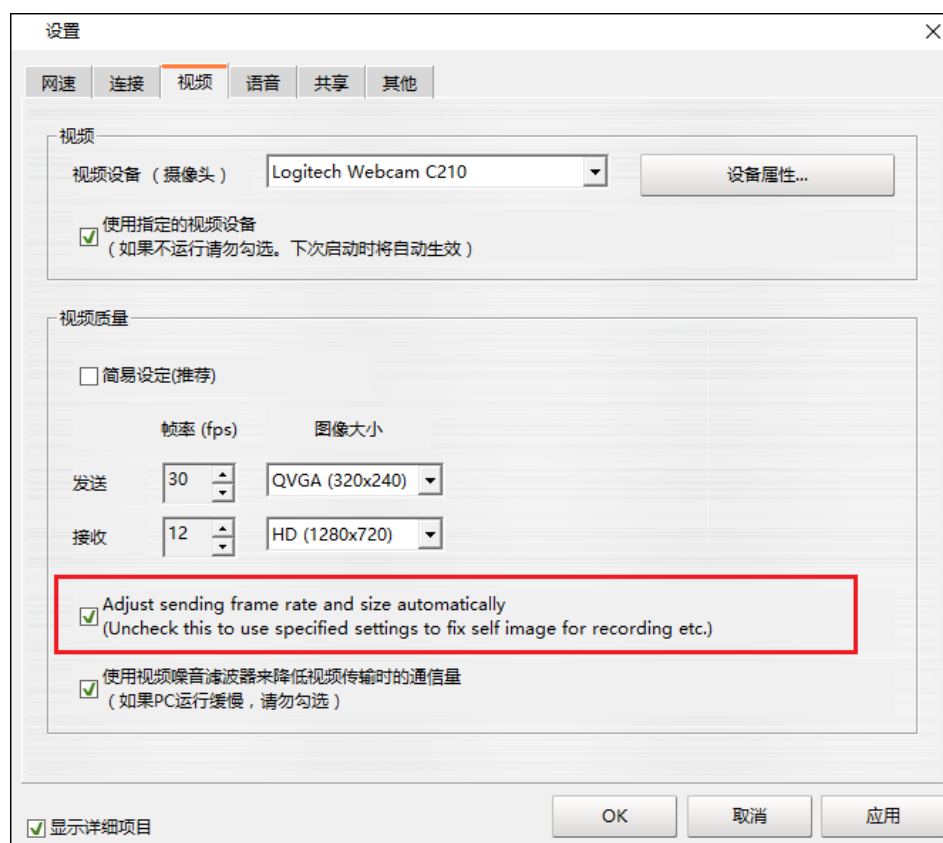 设置
网速 连接 视频 语音 共享 其他
视频
视频设备 （摄像头） Logitech Webcam C210 设备属性...
使用指定的视频设备
（如果不运行请勿勾选。下次启动时将自动生效）
视频质量
简易设定(推荐)
帧率 (fps) 图像大小
发送 30 QVGA (320x240)
接收 12 HD (1280x720)
Adjust sending frame rate and size automatically
(Uncheck this to use specified settings to fix self image for recording etc.)
使用视频噪音滤波器来降低视频传输时的通信量
（如果PC运行缓慢，请勿勾选）
显示详细项目 OK 取消 应用